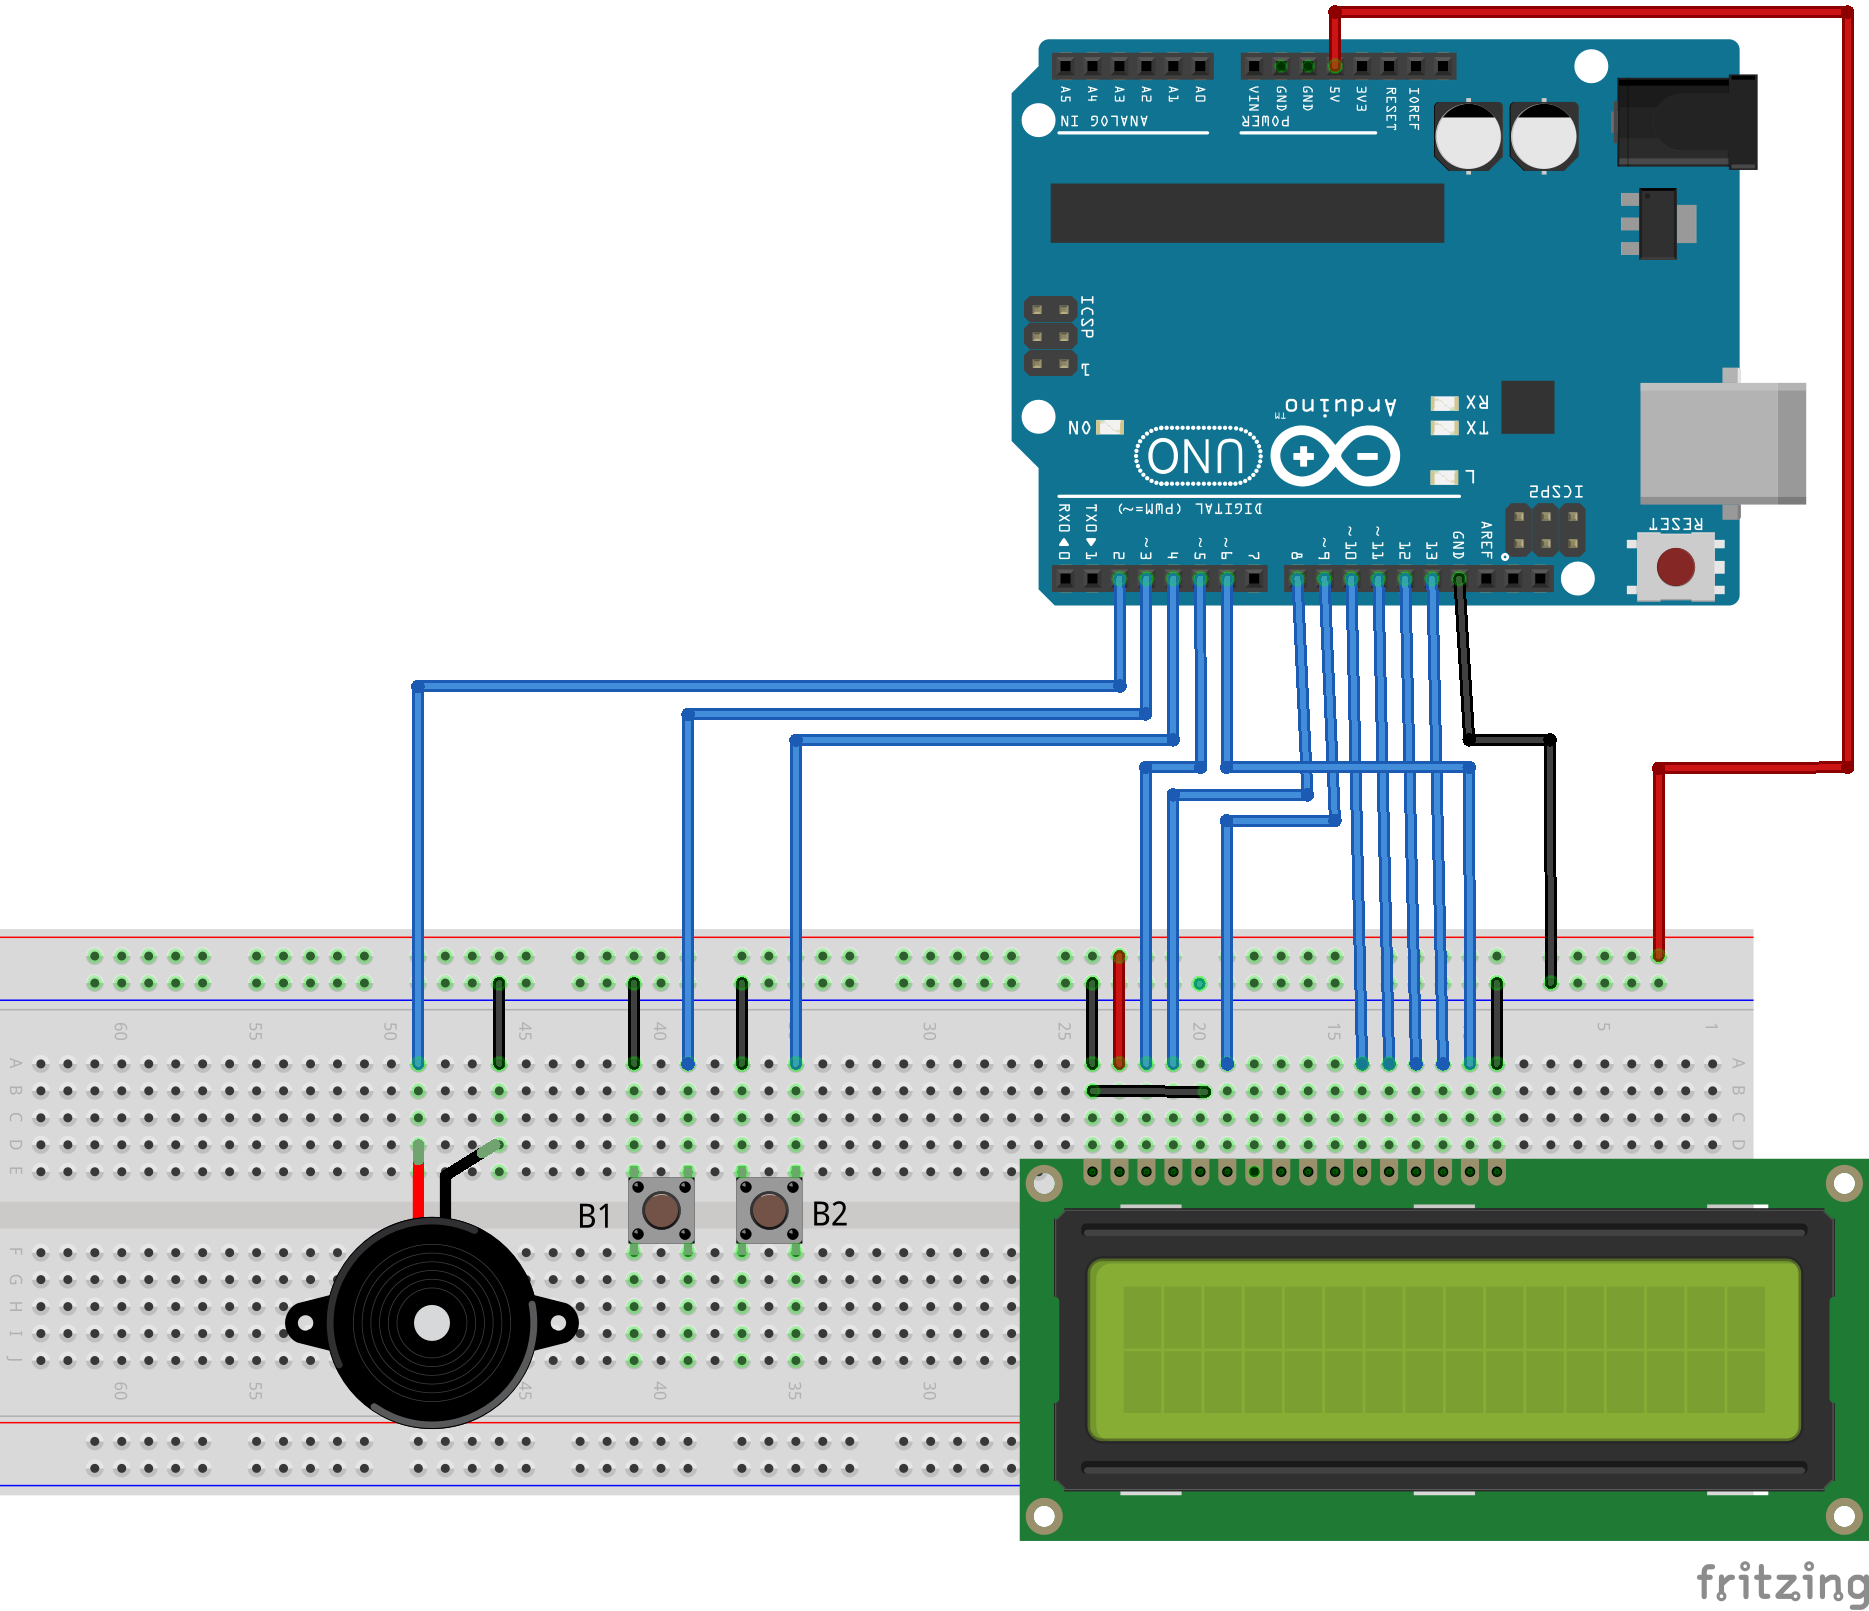 A5 A4 A3 A2 A1 A0 VIN GND GND 5V 3V3 RESET IOREF
ANALOG IN POWER
ICSP
1
Arduino TM
RX
ON UNO TX
L
ICSP2
DIGITAL (PWM=~)
RESET
RX0 0 TX0 1 2 ~3 4 ~5 ~6 7 8 ~9 ~10 ~11 12 13 GND AREF
60 55 50 45 40 30 25 20 15 5 1
A A
B B
C C
D D
E
B1 B2
F
G
H
I
J
60 55 45 40 35 30
fritzing